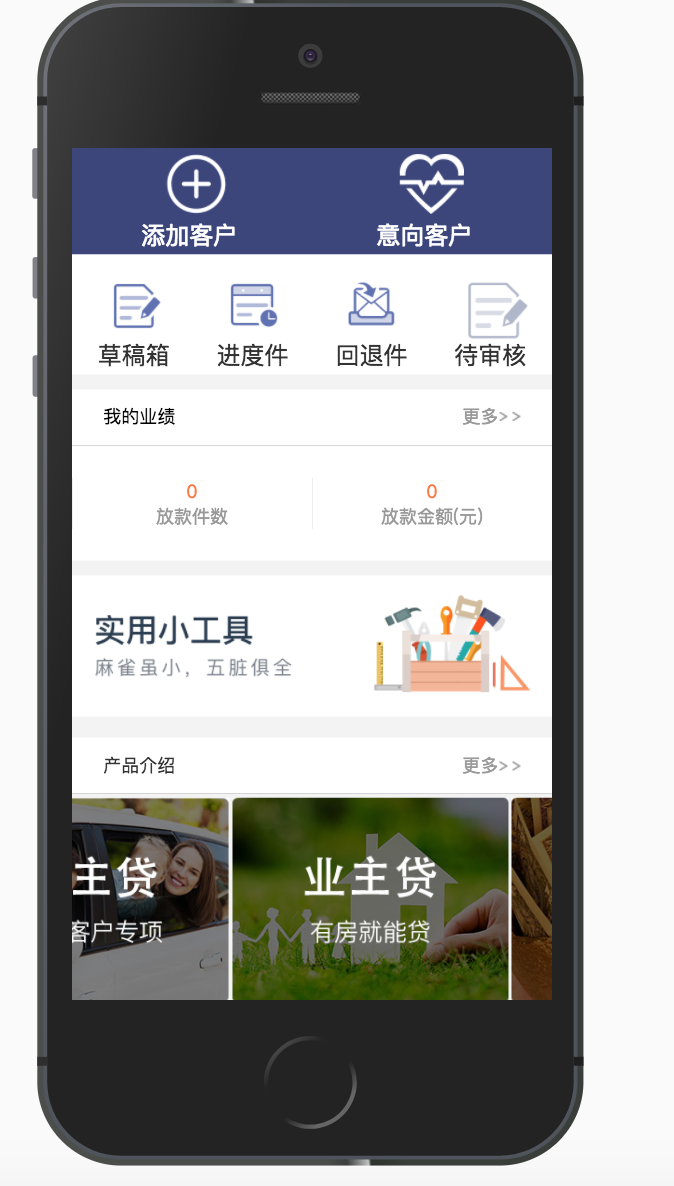 添加客户 意向客户
草稿箱 进度件 回退件 待审核
我的业绩 更多>>
0 0
放款件数 放款金额(元)
实用小工具
麻雀虽小，五脏俱全
产品介绍 更多>>
主贷 业主贷
客户专项 有房就能贷